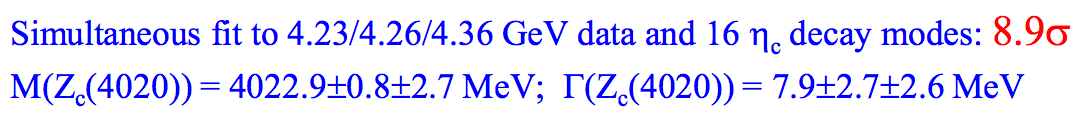 Simultaneous fit to 4.23/4.26/4.36 GeV data and 16 ηc decay modes: 8.9σ
M(Zc(4020)) = 4022.9±0.8±2.7 MeV; Γ(Zc(4020)) = 7.9±2.7±2.6 MeV